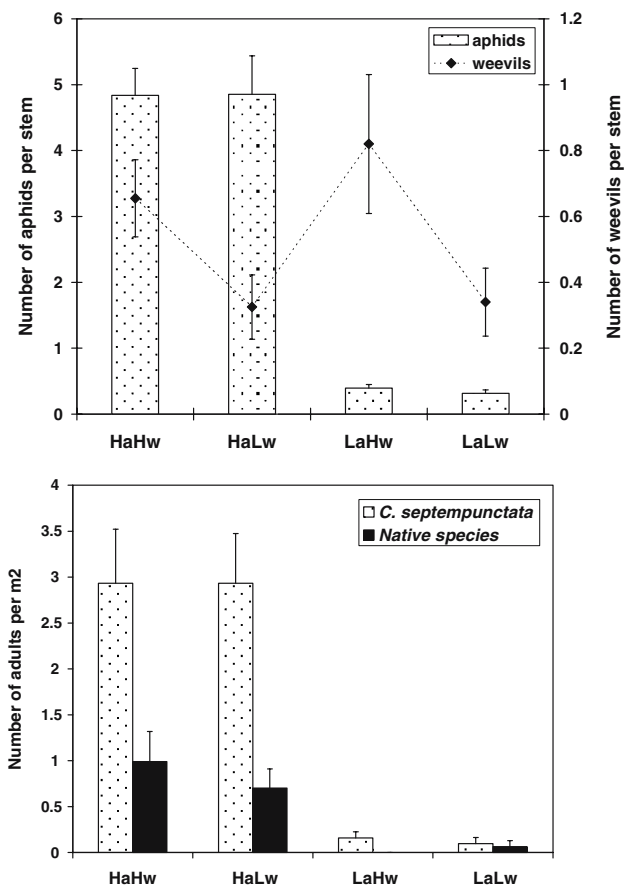 6
5
4
3
2
1
0
Number of aphids per stem
1.2
1
0.8
0.6
0.4
0.2
0
Number of weevils per stem
aphids
weevils
HaHw HaLw LaHw LaLw
4
3.5
3
2.5
2
1.5
1
0.5
0
Number of adults per m2
C. septempunctata
Native species
HaHw HaLw LaHw LaLw